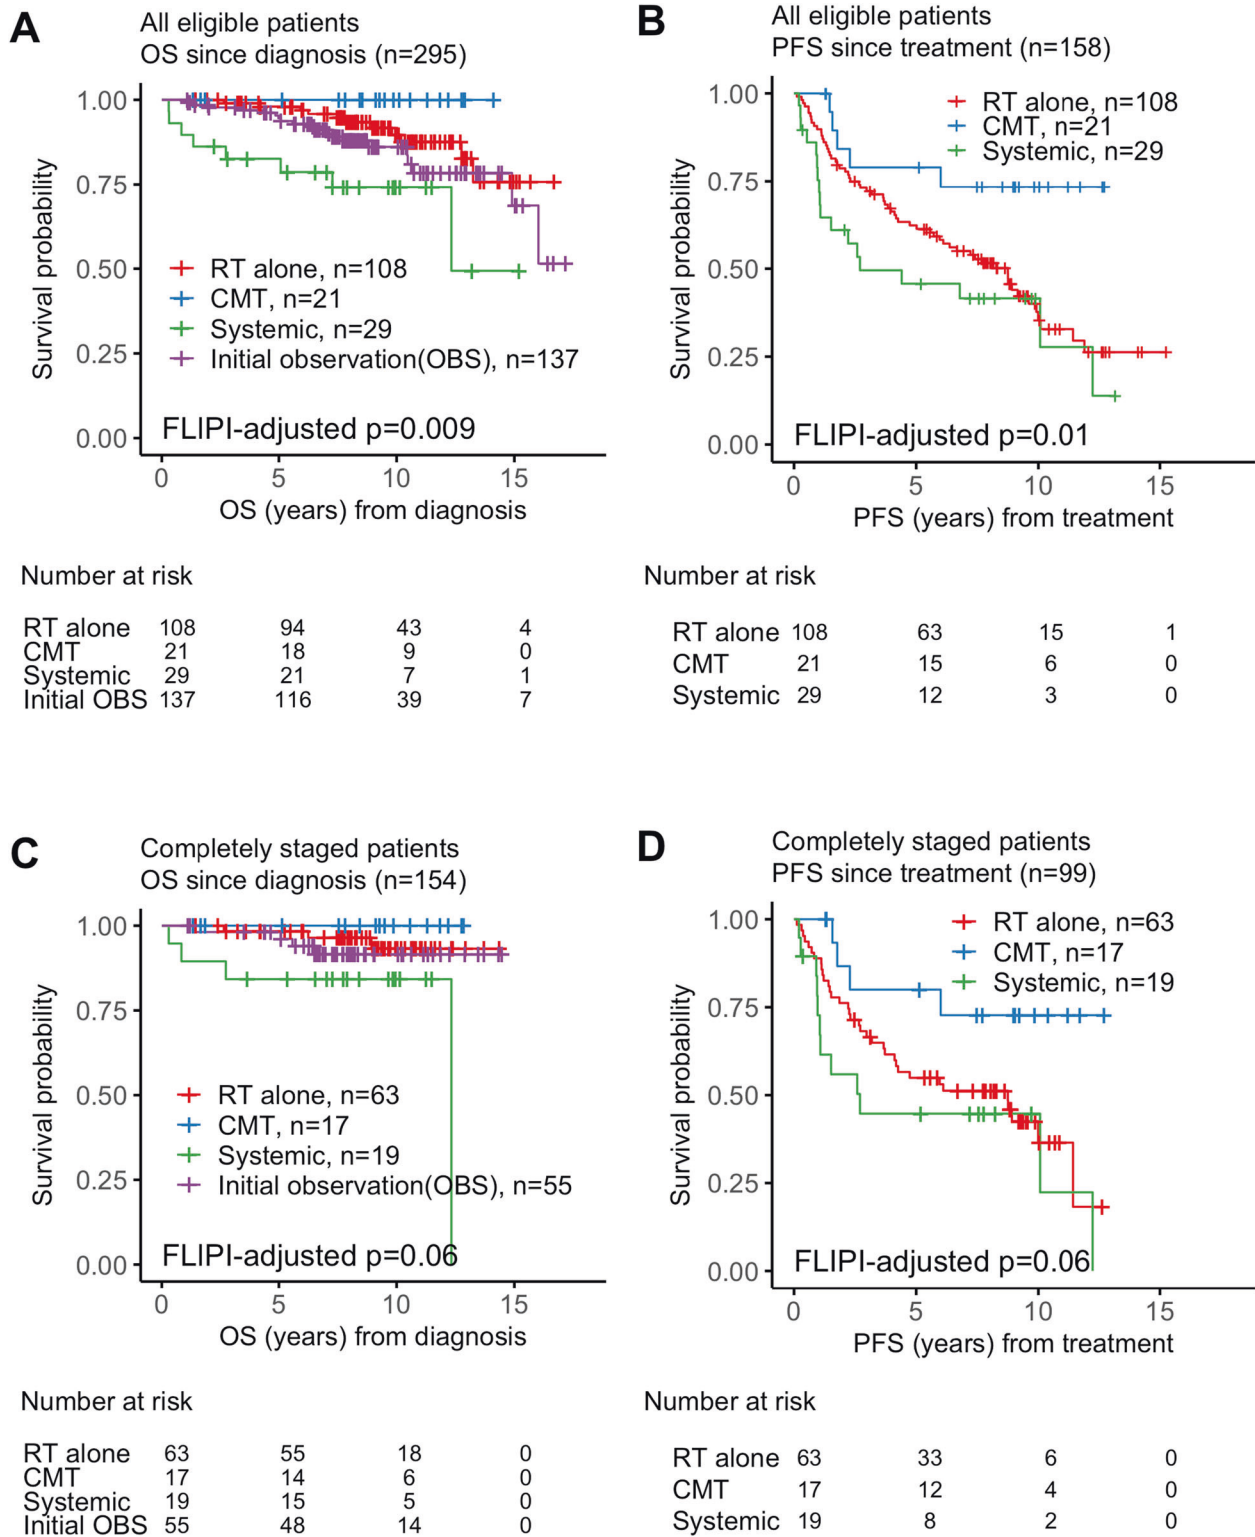 A
All eligible patients
OS since diagnosis (n=295)
1.00
0.75
0.50
0.25
0.00
Survival probability
RT alone, n=108
CMT, n=21
Systemic, n=29
Initial observation(OBS), n=137
FLIPI-adjusted p=0.009
0 5 10 15
OS (years) from diagnosis
Number at risk
RT alone 108 94 43 4
CMT 21 18 9 0
Systemic 29 21 7 1
Initial OBS 137 116 39 7
B
All eligible patients
PFS since treatment (n=158)
1.00
0.75
0.50
0.25
0.00
Survival probability
RT alone, n=108
CMT, n=21
Systemic, n=29
FLIPI-adjusted p=0.01
0 5 10 15
PFS (years) from treatment
Number at risk
RT alone 108 63 15 1
CMT 21 15 6 0
Systemic 29 12 3 0
C
Completely staged patients
OS since diagnosis (n=154)
1.00
0.75
0.50
0.25
0.00
Survival probability
RT alone, n=63
CMT, n=17
Systemic, n=19
Initial observation(OBS), n=55
FLIPI-adjusted p=0.06
0 5 10 15
OS (years) from diagnosis
Number at risk
RT alone 63 55 18 0
CMT 17 14 6 0
Systemic 19 15 5 0
Initial OBS 55 48 14 0
D
Completely staged patients
PFS since treatment (n=99)
1.00
0.75
0.50
0.25
0.00
Survival probability
RT alone, n=63
CMT, n=17
Systemic, n=19
FLIPI-adjusted p=0.06
0 5 10 15
PFS (years) from treatment
Number at risk
RT alone 63 33 6 0
CMT 17 12 4 0
Systemic 19 8 2 0